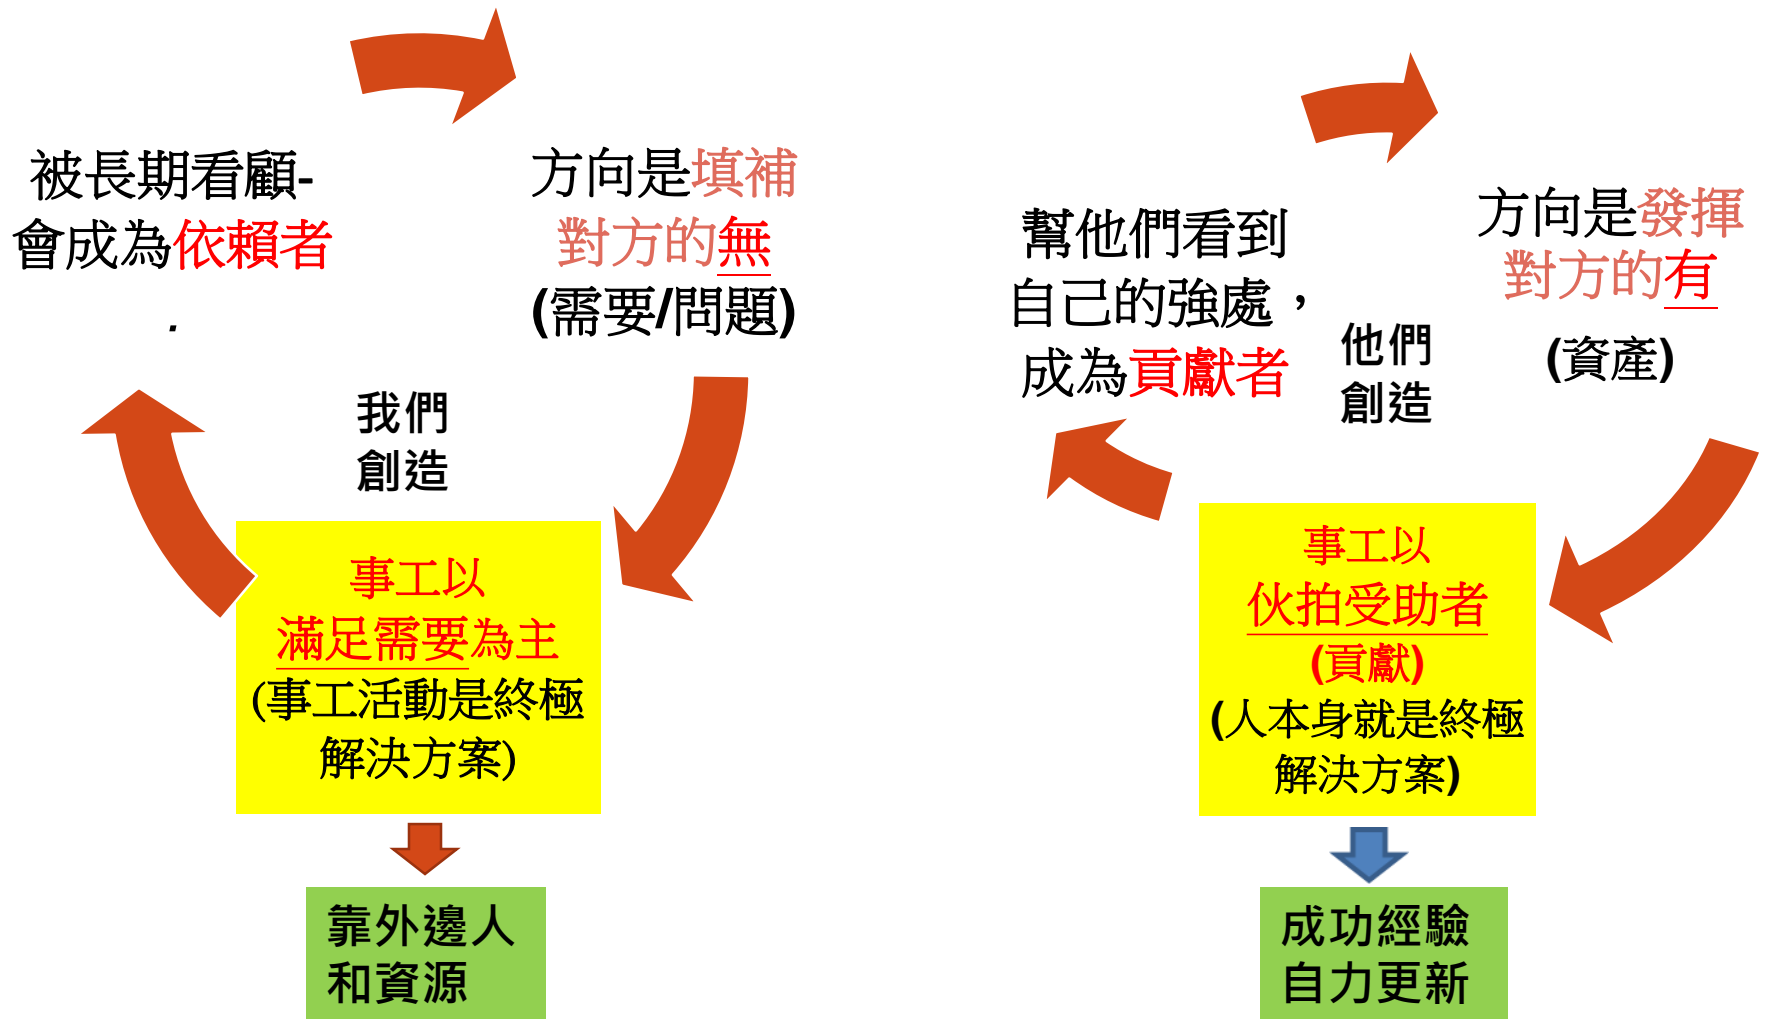 被長期看顧-
會成為依賴者
.
方向是填補
對方的無
(需要/問題)
我們
創造
事工以
滿足需要為主
(事工活動是終極
解決方案)
靠外邊人
和資源
幫他們看到
自己的強處，
成為貢獻者
方向是發揮
對方的有
(資產)
他們
創造
事工以
伙拍受助者
(貢獻)
(人本身就是終極
解決方案)
成功經驗
自力更新